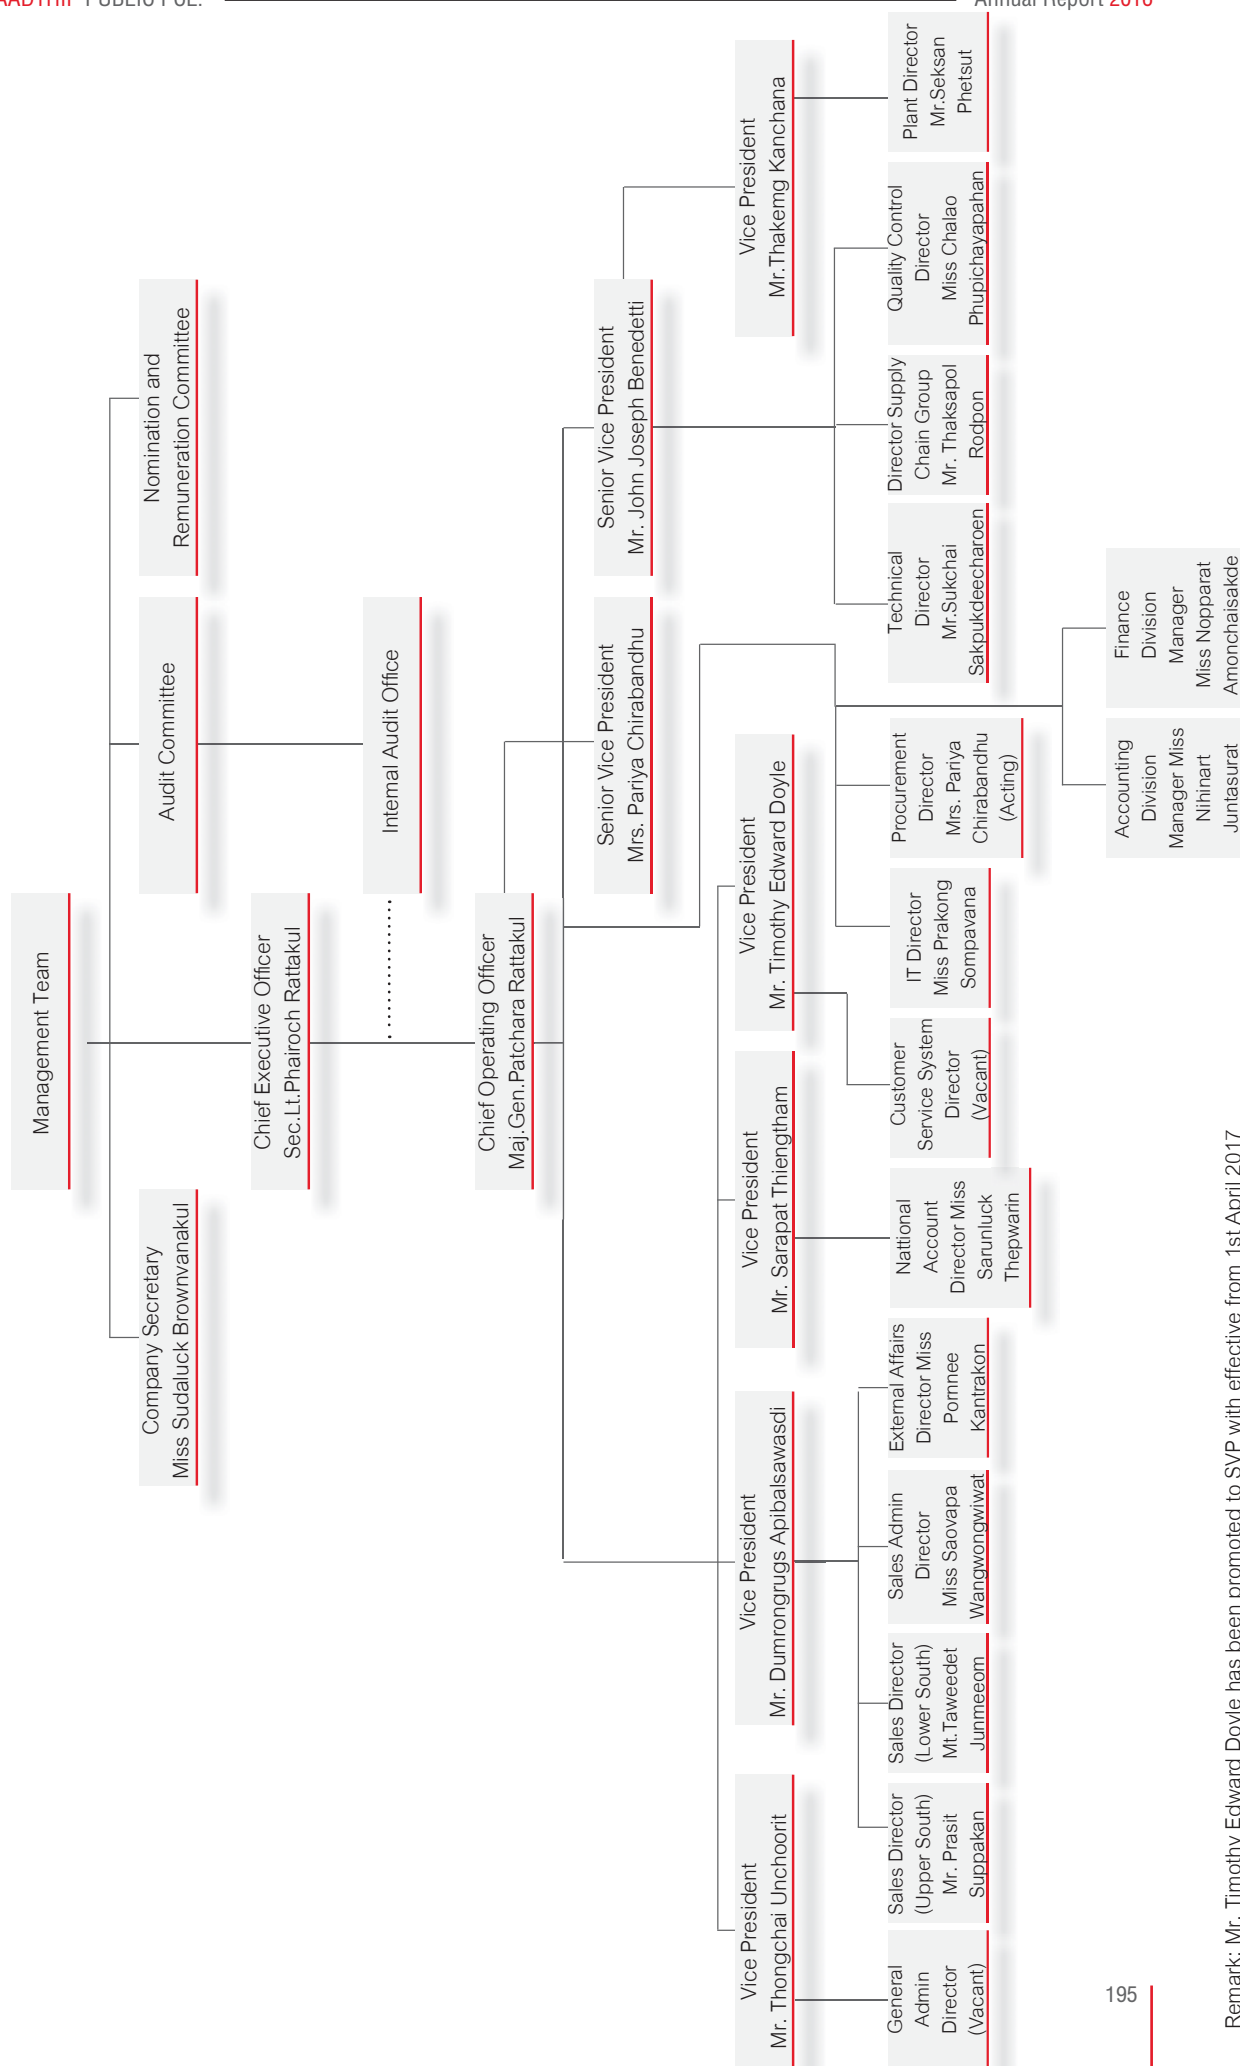 PUBLIC PCL.
Annual Report 2016
Management Team
Company Secretary
Miss Sudaluck Brownvanakul
Audit Committee
Nomination and
Remuneration Committee
Chief Executive Officer
Sec.Lt.Phairoch Rattakul
Internal Audit Office
Chief Operating Officer
Maj.Gen.Patchara Rattakul
Senior Vice President
Mrs. Pariya Chirabandhu
Senior Vice President
Mr. John Joseph Benedetti
Vice President
Mr. Thongchai Unchoorit
Vice President
Mr. Dumrongrugs Apibalsawasdi
Vice President
Mr. Sarapat Thiengtham
Vice President
Mr. Timothy Edward Doyle
Vice President
Mr.Thakemg Kanchana
General
Admin
Director
(Vacant)
Sales Director
(Upper South)
Mr. Prasit
Suppakan
Sales Director
(Lower South)
Mt.Taweedet
Junmeeom
Sales Admin
Director
Miss Saovapa
Wangwongwiwat
External Affairs
Director Miss
Pornnee
Kantrakon
Nattional
Account
Director Miss
Sarunluck
Thepwarin
Customer
Service System
Director
(Vacant)
IT Director
Miss Prakong
Sompavana
Procurement
Director
Mrs. Pariya
Chirabandhu
(Acting)
Technical
Director
Mr.Sukchai
Sakpukdeecharoen
Director Supply
Chain Group
Mr. Thaksapol
Rodpon
Quality Control
Director
Miss Chalao
Phupichayapahan
Plant Director
Mr.Seksan
Phetsut
Accounting
Division
Manager Miss
Nihinart
Juntasurat
Finance
Division
Manager
Miss Nopparat
Amonchaisakde
Remark: Mr. Timothy Edward Doyle has been promoted to SVP with effective from 1st April 2017
195